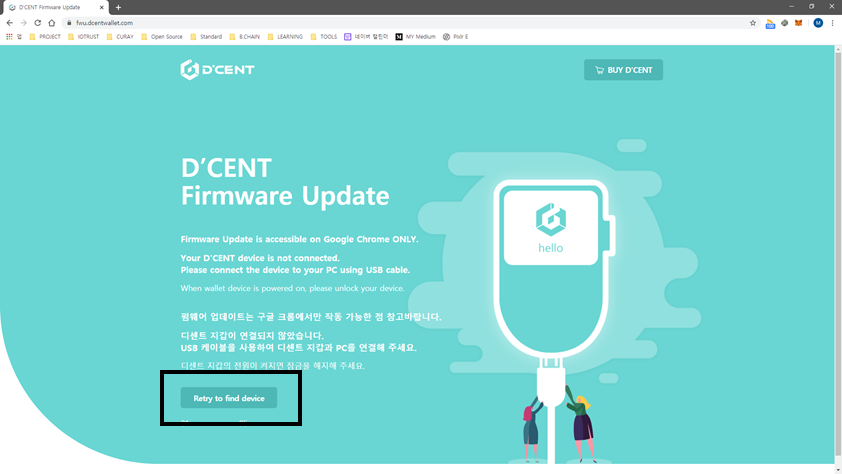 D'CENT Firmware Update
fwu.dcentwallet.com
앱
PROJECT
IOTRUST
CURAY
Open Source
Standard
B.CHAIN
LEARNING
TOOLS
네이버 캘린더
MY Medium
Pixlr E
D'CENT
BUY D'CENT
D'CENT
Firmware Update
Firmware Update is accessible on Google Chrome ONLY.
Your D'CENT device is not connected.
Please connect the device to your PC using USB cable.
When wallet device is powered on, please unlock your device.
펌웨어 업데이트는 구글 크롬에서만 작동 가능한 점 참고바랍니다.
디센트 지갑이 연결되지 않았습니다.
USB 케이블을 사용하여 디센트 지갑과 PC를 연결해 주세요.
디센트 지갑의 전원이 켜지면 잠금을 해지해 주세요.
Retry to find device
hello